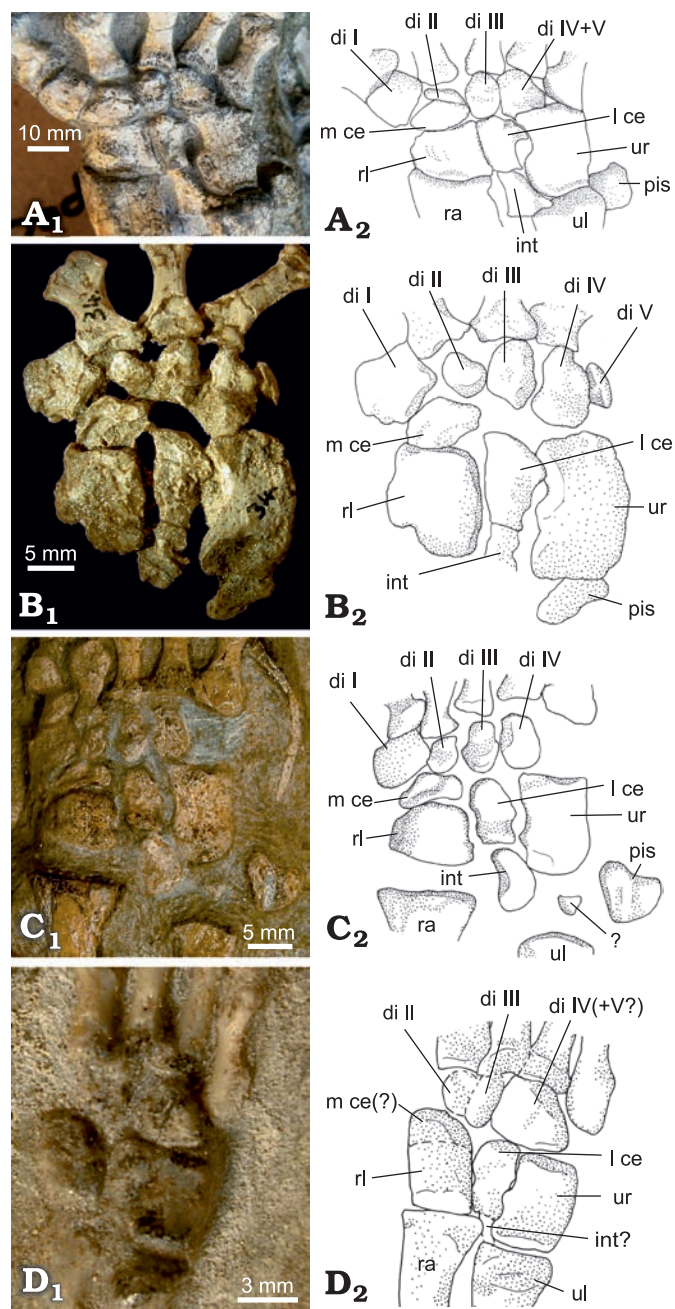 10 mm
A1
di I
di II
di III
di IV+V
m ce
l ce
rl
ur
pis
ra
int
ul
A2
314
314
5 mm
B1
di I
di II
di III
di IV
di V
m ce
l ce
rl
ur
int
pis
B2
5 mm
C1
di I
di II
di III
di IV
m ce
l ce
rl
ur
int
pis
ra
?
ul
C2
3 mm
D1
di II
di III
di IV(+V?)
m ce(?)
l ce
rl
ur
int?
ra
ul
D2